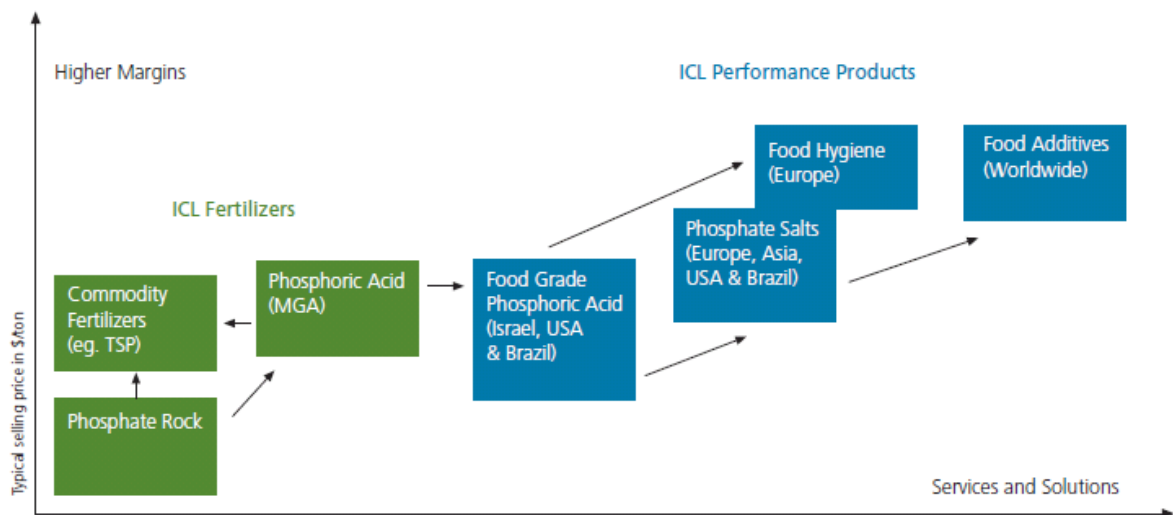 Higher Margins
ICL Performance Products
Food Hygiene
(Europe)
Food Additives
(Worldwide)
ICL Fertilizers
Phosphate Salts
(Europe, Asia,
USA & Brazil)
Commodity
Fertilizers
(eg. TSP)
Phosphoric Acid
(MGA)
Food Grade
Phosphoric Acid
(Israel, USA
& Brazil)
Phosphate Rock
Typical selling price in $/ton
Services and Solutions